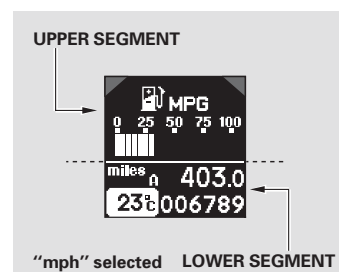 UPPER SEGMENT
MPG
0 25 50 75 100
miles A 403.0
23°C 006789
"mph" selected LOWER SEGMENT